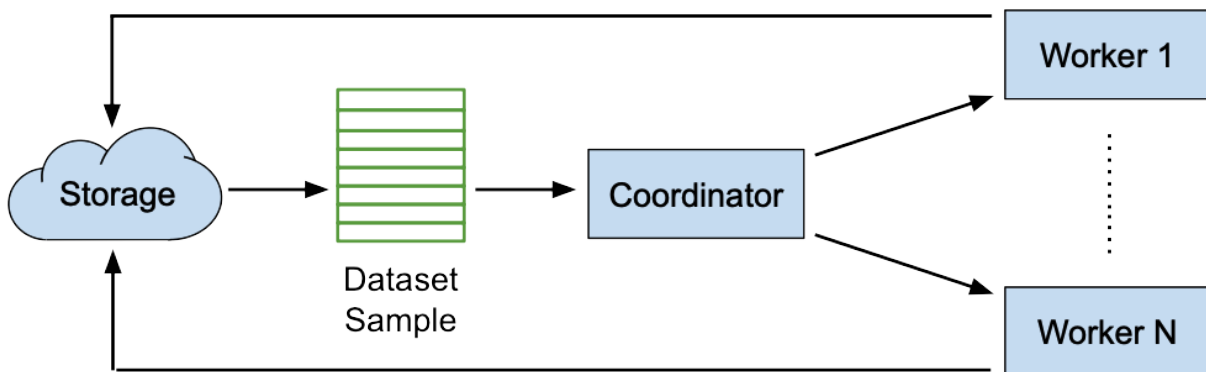 Worker 1
Storage
Coordinator
Dataset
Sample
Worker N